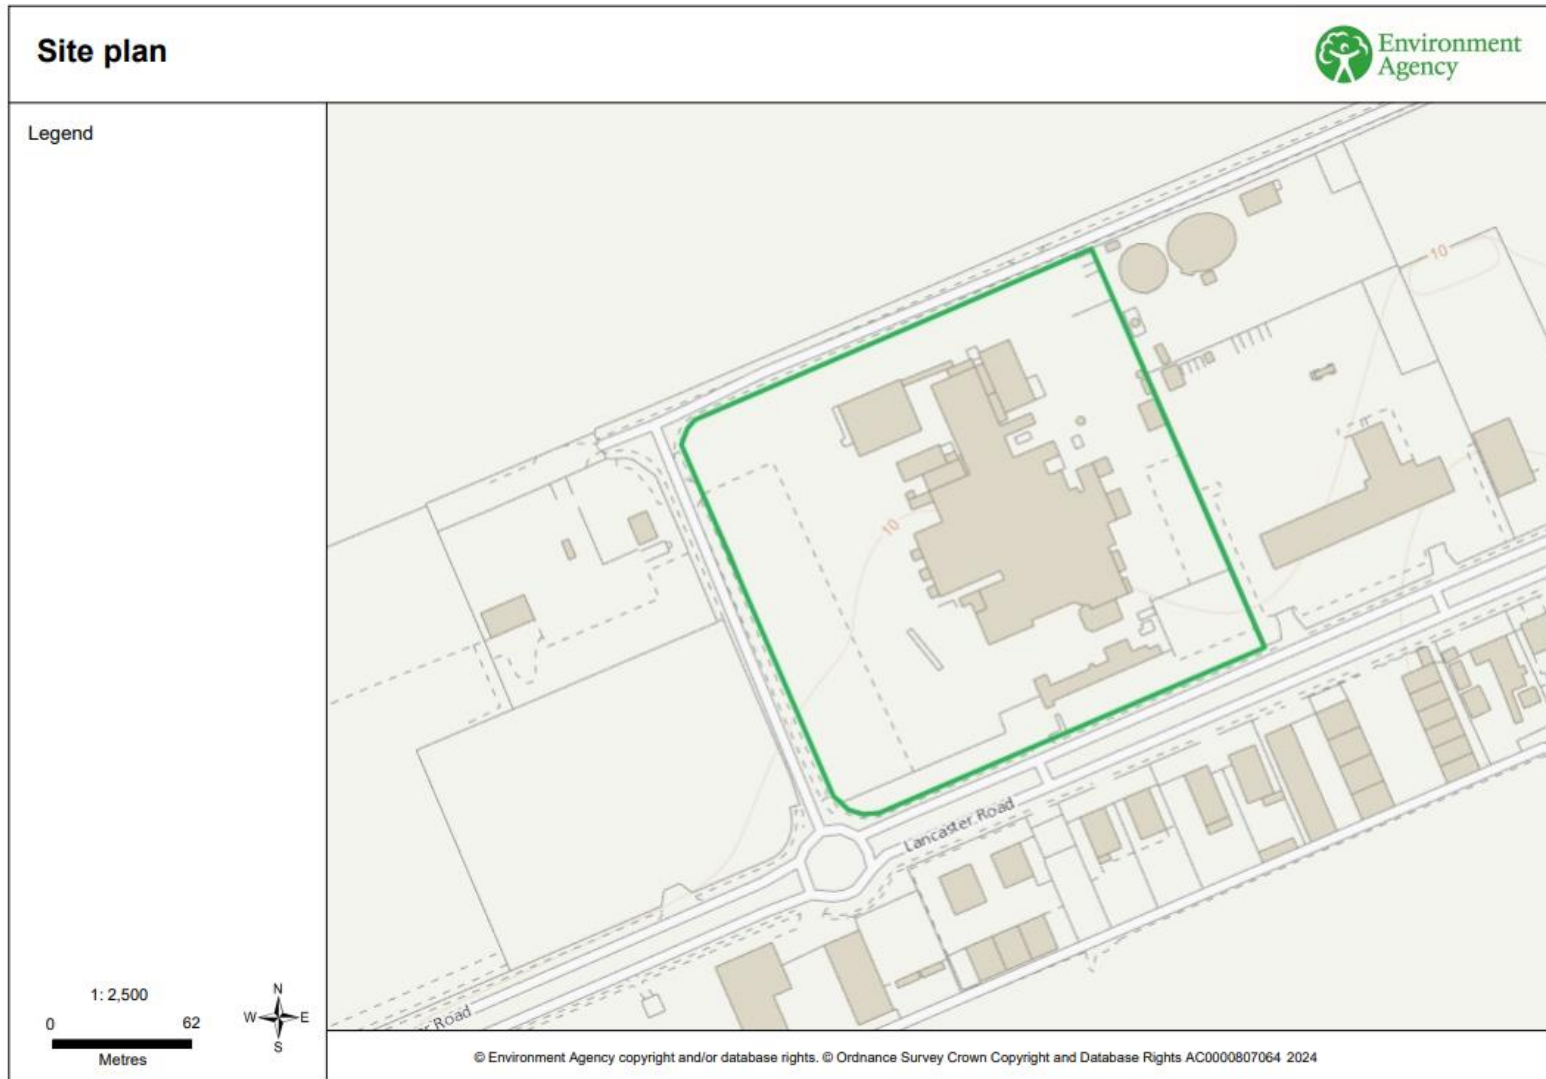 Site plan
Environment
Agency
Legend
10
10
Lancaster Road
er Road
1: 2,500
0 62
Metres
N
W E
S
© Environment Agency copyright and/or database rights. © Ordnance Survey Crown Copyright and Database Rights AC0000807064 2024